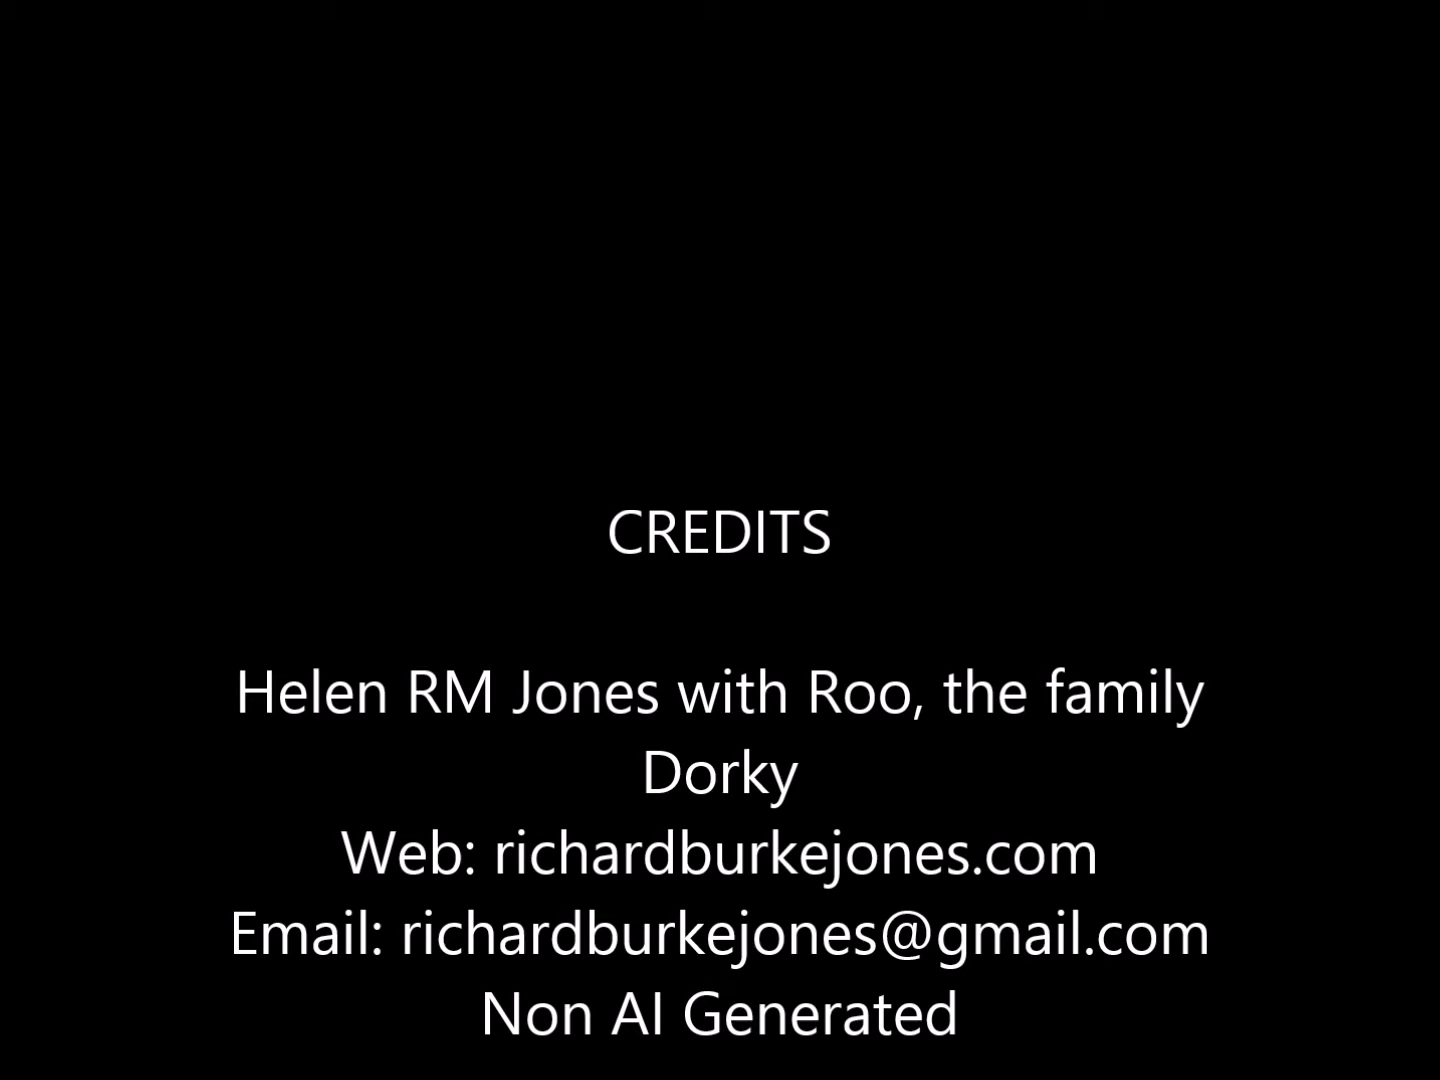 CREDITS
Helen RM Jones with Roo, the family
Dorky
Web: richardburkejones.com
Email: richardburkejones@gmail.com
Non AI Generated